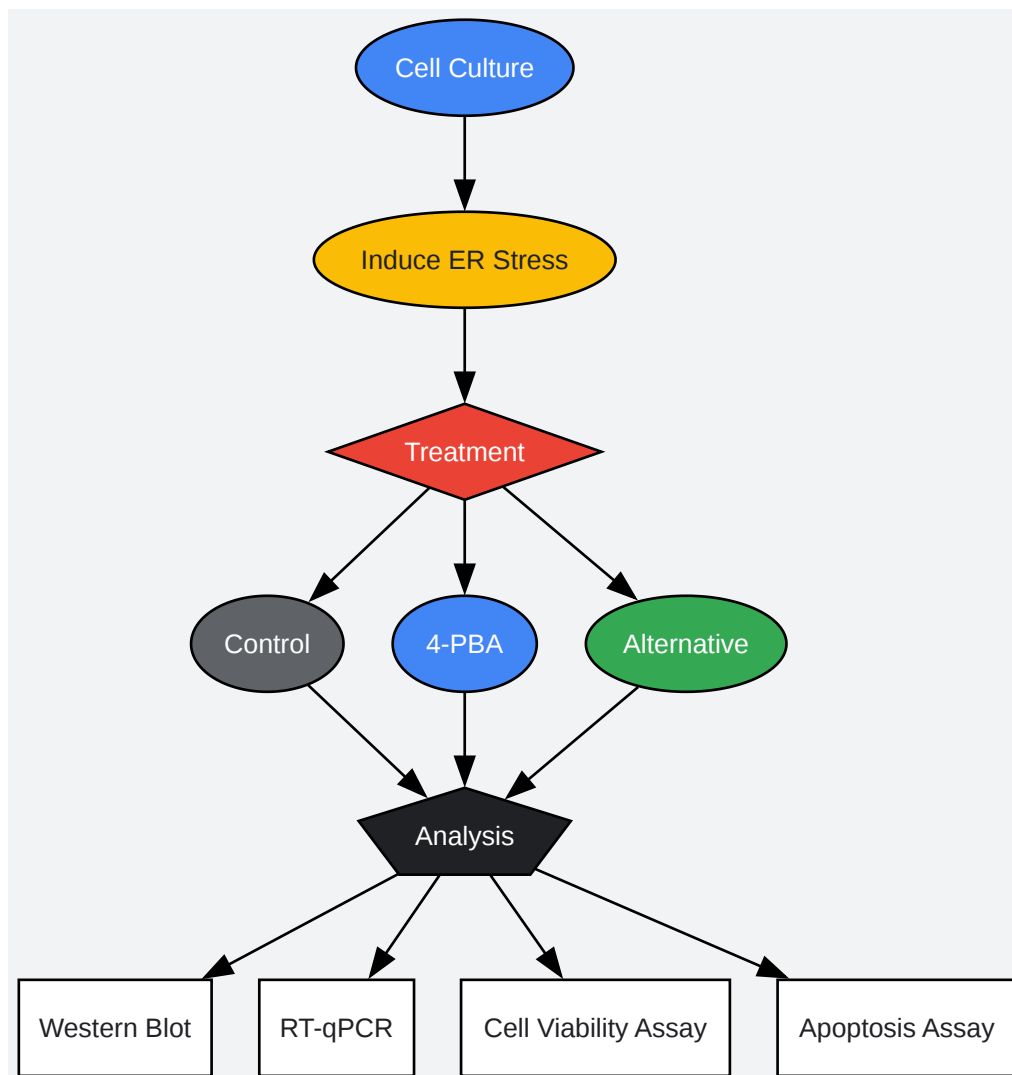 Cell Culture
Induce ER Stress
Treatment
Control
4-PBA
Alternative
Analysis
Western Blot
RT-qPCR
Cell Viability Assay
Apoptosis Assay